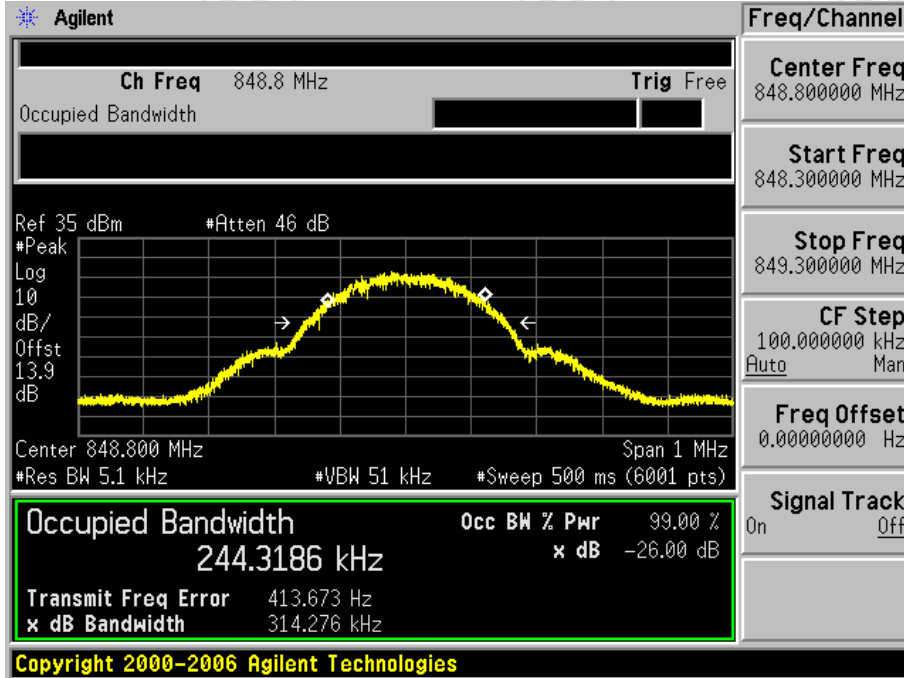 Agilent
Freq/Channel
Ch Freq 848.8 MHz Trig Free
Occupied Bandwidth
Center Freq
848.800000 MHz
Start Freq
848.300000 MHz
Stop Freq
849.300000 MHz
CF Step
100.000000 kHz
Auto Man
Freq Offset
0.00000000 Hz
Signal Track
On Off
Ref 35 dBm #Atten 46 dB
#Peak
Log
10
dB/
Offst
13.9
dB
Center 848.800 MHz Span 1 MHz
#Res BW 5.1 kHz #VBW 51 kHz #Sweep 500 ms (6001 pts)
Occupied Bandwidth Occ BW % Pwr 99.00 %
244.3186 kHz x dB -26.00 dB
Transmit Freq Error 413.673 Hz
x dB Bandwidth 314.276 kHz
Copyright 2000-2006 Agilent Technologies